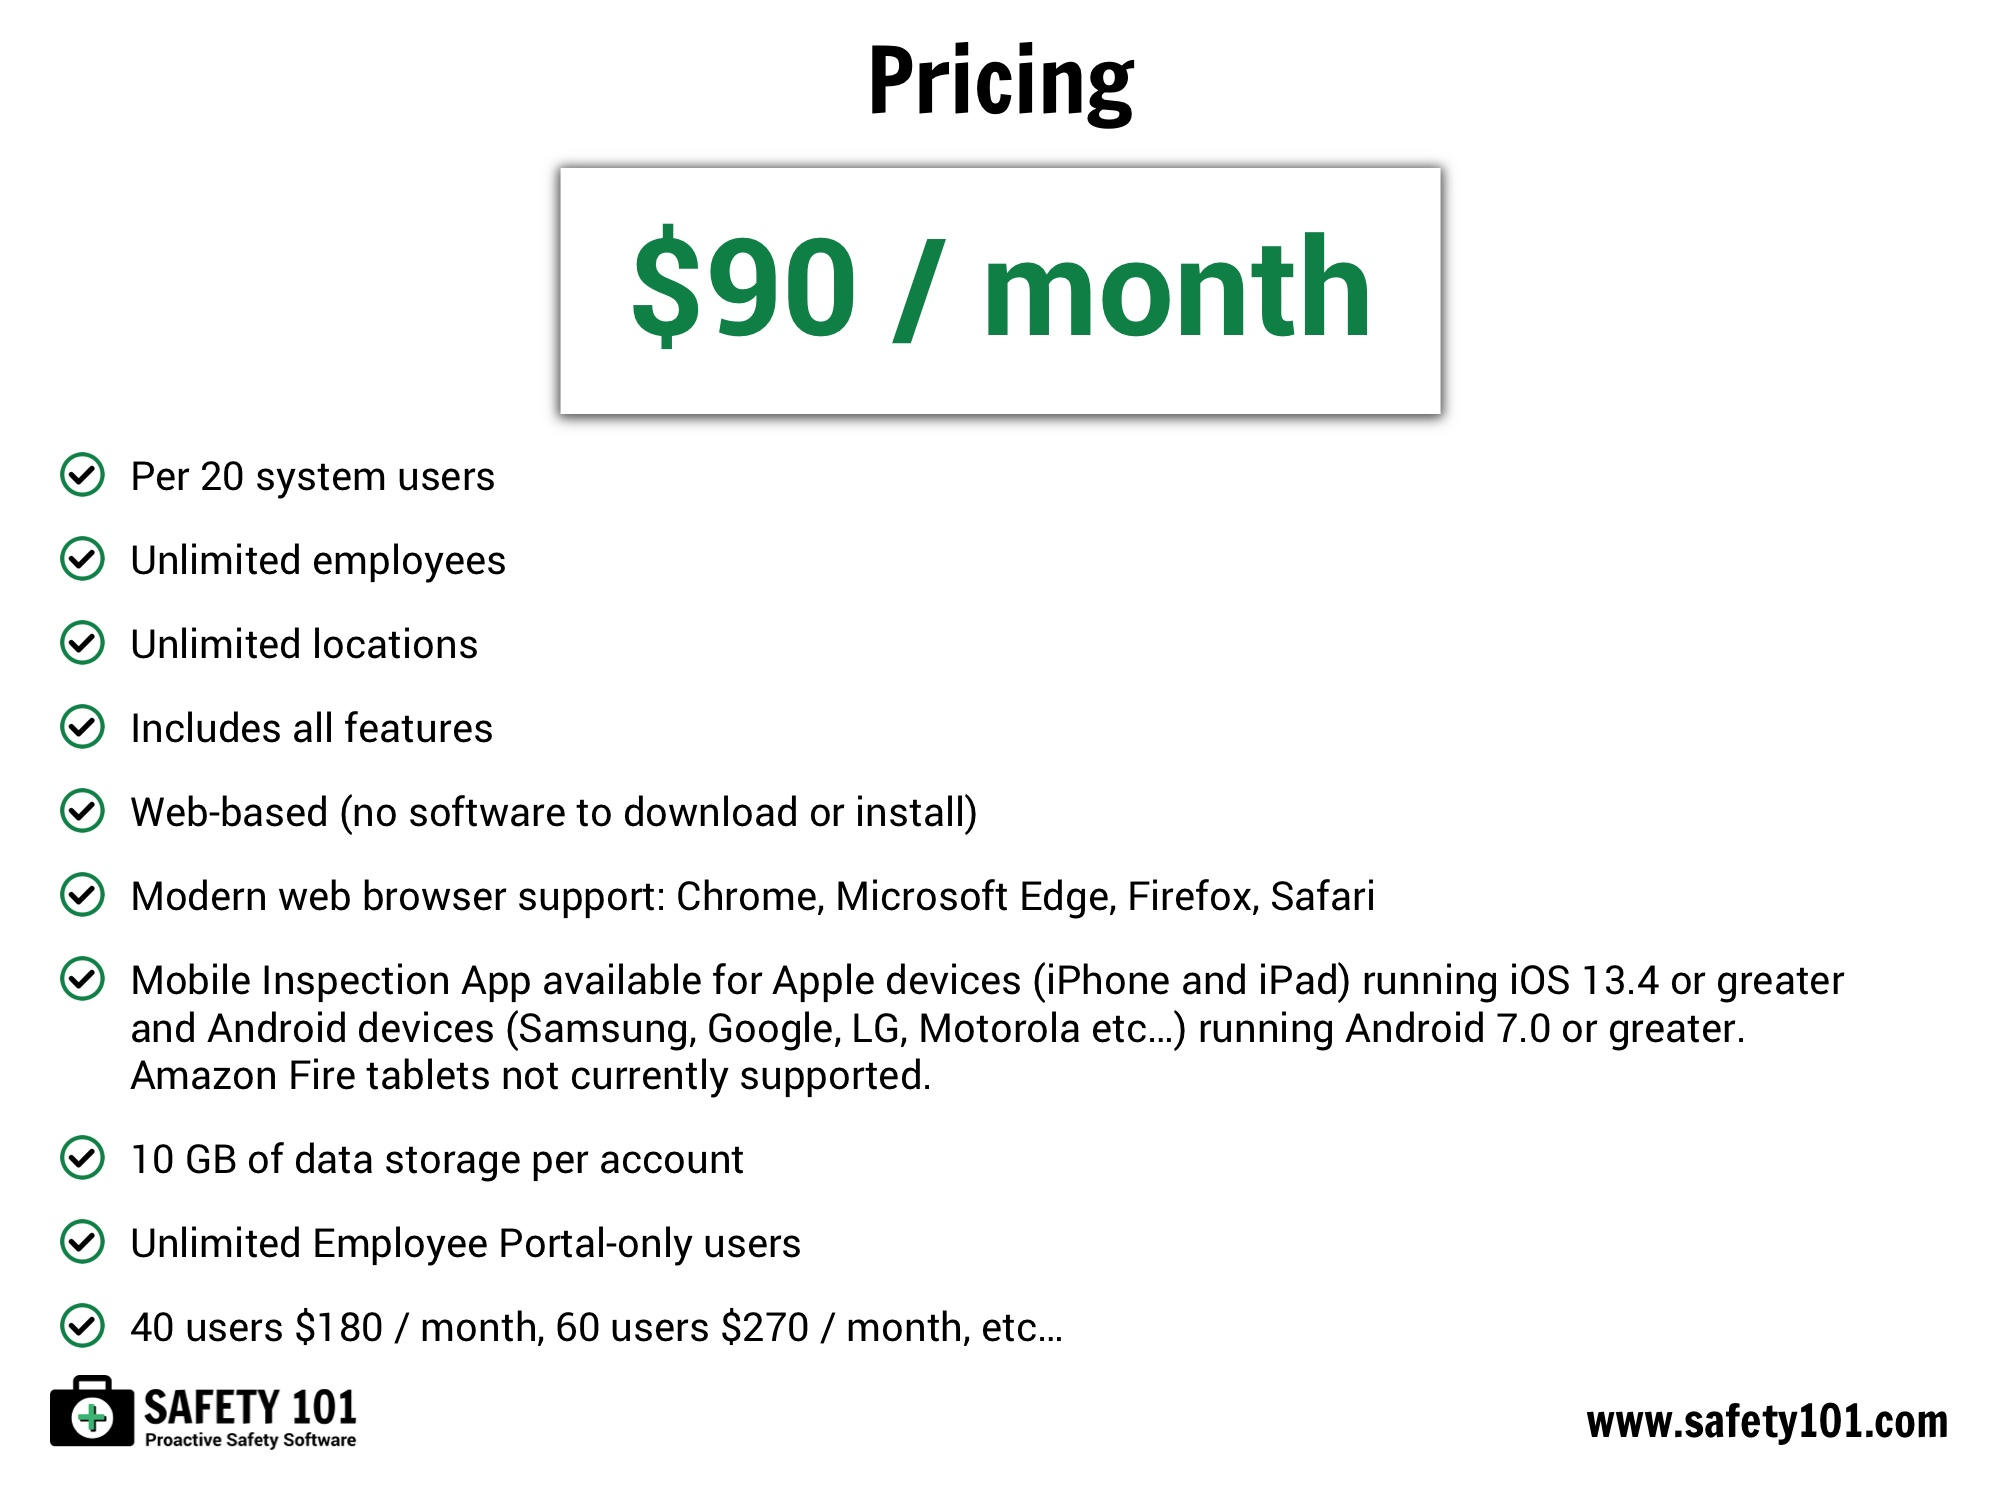 Pricing
$90 / month
Per 20 system users
Unlimited employees
Unlimited locations
Includes all features
Web-based (no software to download or install)
Modern web browser support: Chrome, Microsoft Edge, Firefox, Safari
Mobile Inspection App available for Apple devices (iPhone and iPad) running iOS 13.4 or greater
and Android devices (Samsung, Google, LG, Motorola etc…) running Android 7.0 or greater.
Amazon Fire tablets not currently supported.
10 GB of data storage per account
Unlimited Employee Portal-only users
40 users $180 / month, 60 users $270 / month, etc…
SAFETY 101
Proactive Safety Software
www.safety101.com